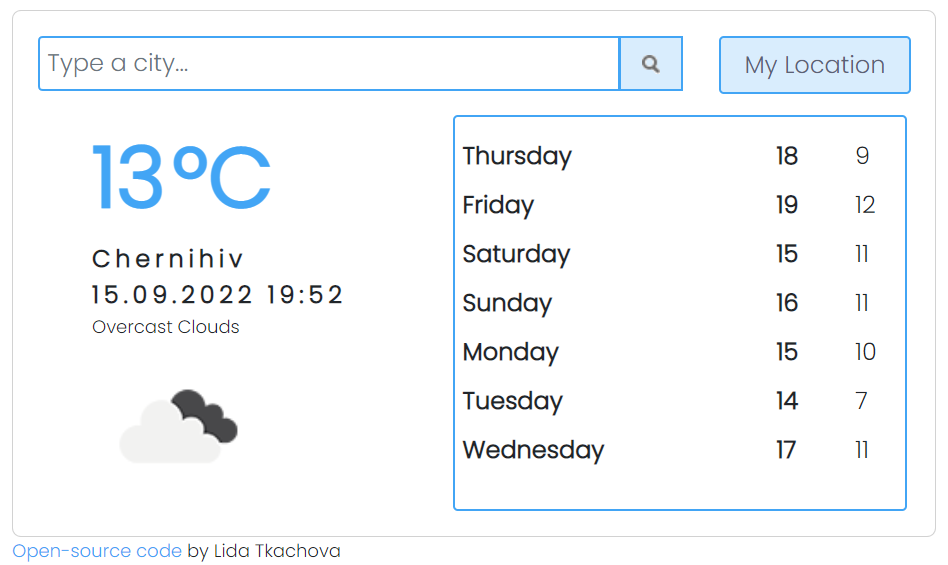 Type a city...
My Location
13°C
Chernihiv
15.09.2022 19:52
Overcast Clouds
Thursday 18 9
Friday 19 12
Saturday 15 11
Sunday 16 11
Monday 15 10
Tuesday 14 7
Wednesday 17 11
Open-source code by Lida Tkachova